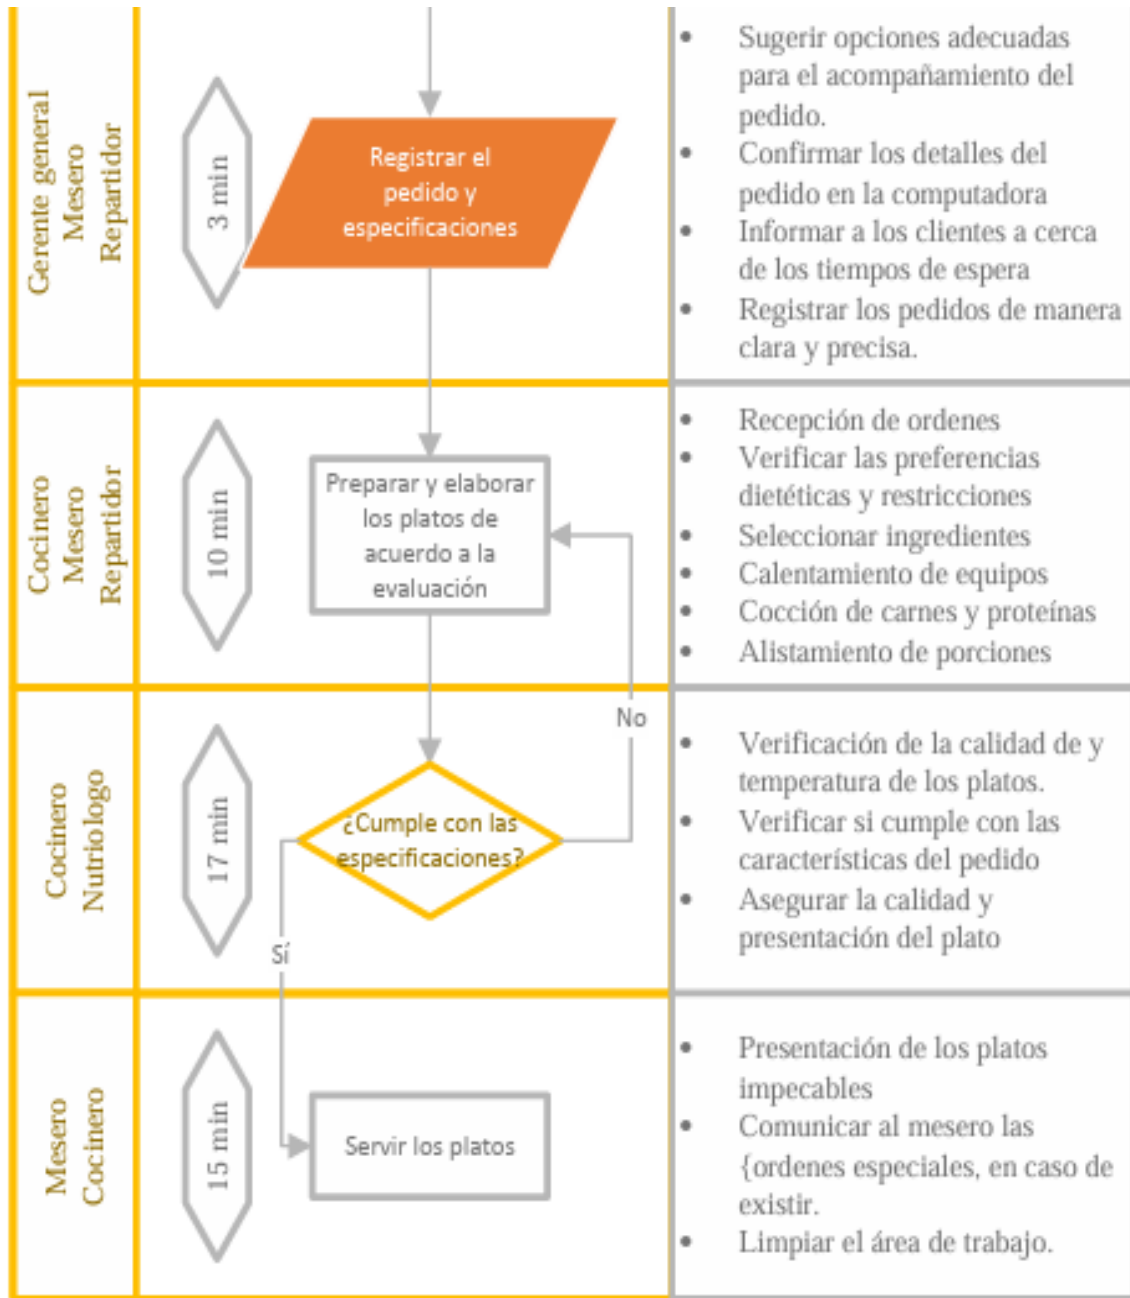 Gerente general
Mesero
Repartidor
3 min
Registrar el
pedido y
especificaciones
• Sugerir opciones adecuadas
para el acompañamiento del
pedido.
• Confirmar los detalles del
pedido en la computadora
• Informar a los clientes a cerca
de los tiempos de espera
• Registrar los pedidos de manera
clara y precisa.
Cocinero
Mesero
Repartidor
10 min
Preparar y elaborar
los platos de
acuerdo a la
evaluación
• Recepción de ordenes
• Verificar las preferencias
dietéticas y restricciones
• Seleccionar ingredientes
• Calentamiento de equipos
• Cocción de carnes y proteínas
• Alistamiento de porciones
Cocinero
Nutriologo
17 min
¿Cumple con las
especificaciones?
No
Sí
• Verificación de la calidad de y
temperatura de los platos.
• Verificar si cumple con las
características del pedido
• Asegurar la calidad y
presentación del plato
Mesero
Cocinero
15 min
Servir los platos
• Presentación de los platos
impecables
• Comunicar al mesero las
{ordenes especiales, en caso de
existir.
• Limpiar el área de trabajo.